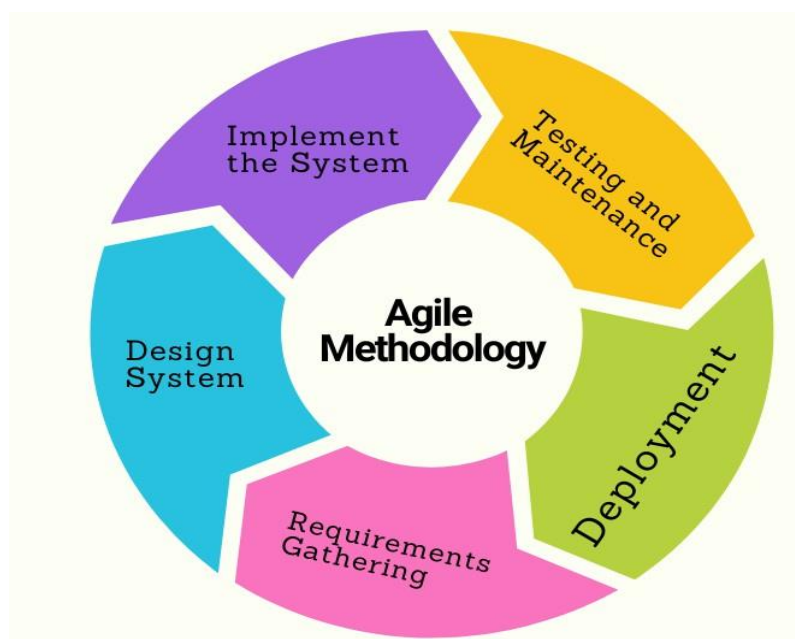 Implement
the System
Testing and
Maintenance
Agile
Methodology
Design
System
Deployment
Requirements
Gathering